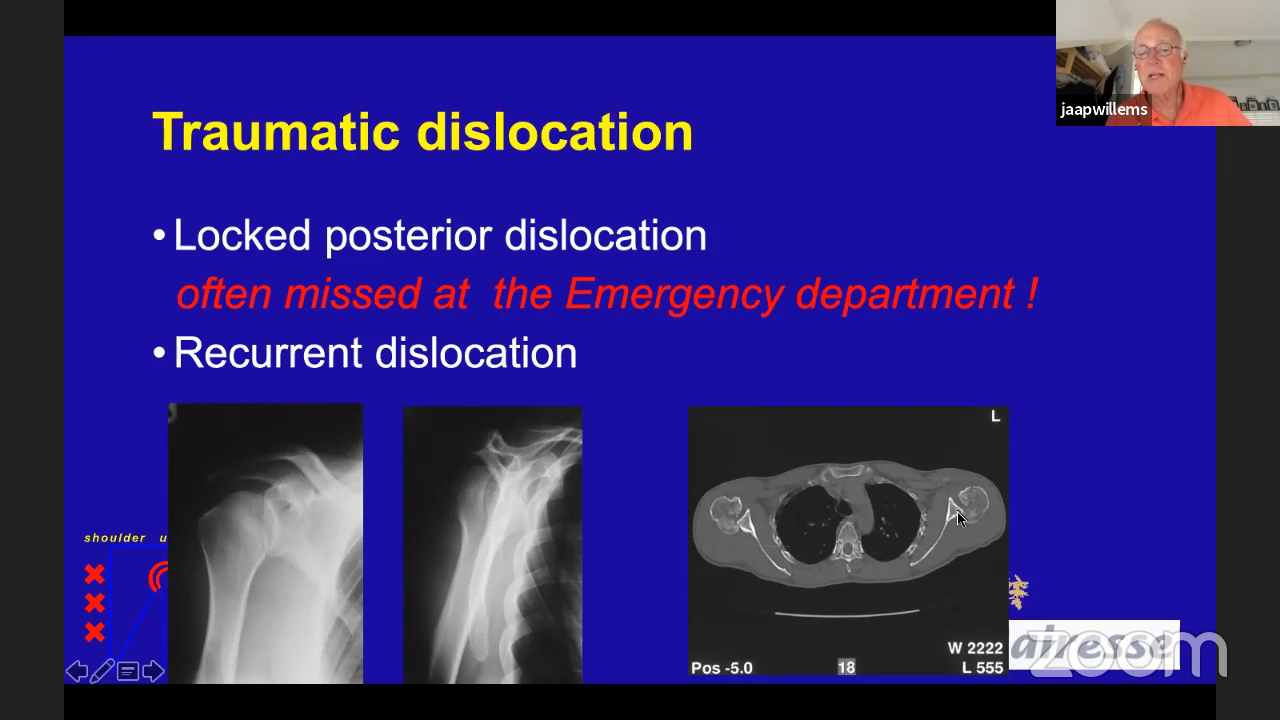 jaapwillems
Traumatic dislocation
• Locked posterior dislocation
often missed at the Emergency department !
• Recurrent dislocation
L
shoulder u
W 2222
Pos -5.0
18
L 555
zoom